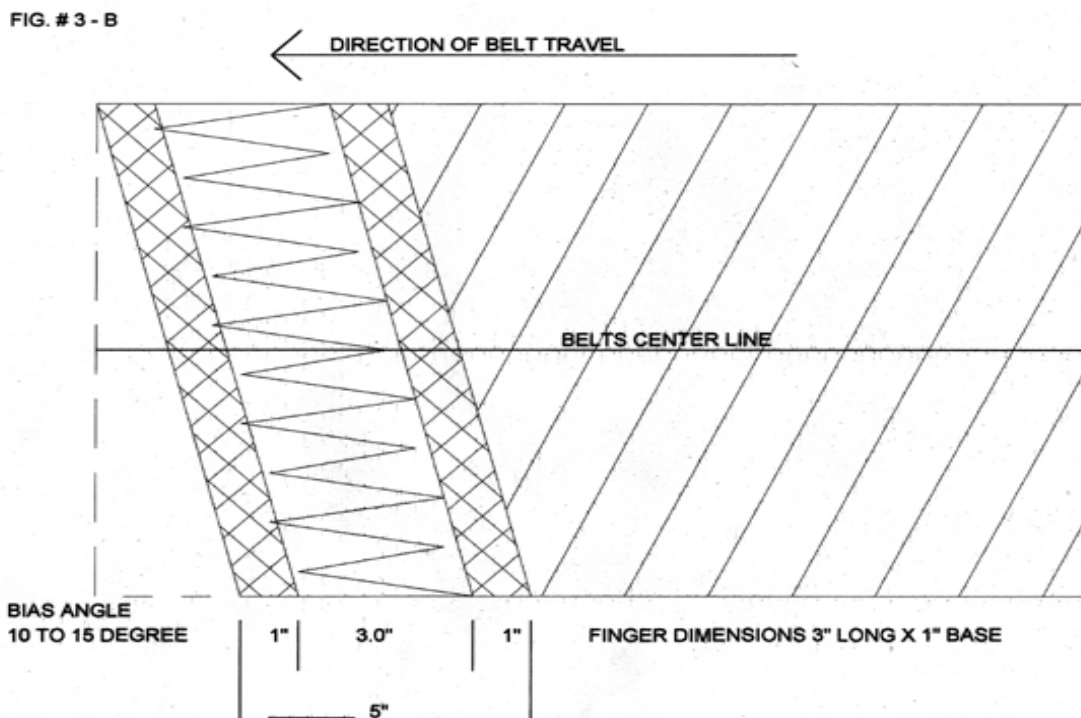 FIG. # 3 - B
DIRECTION OF BELT TRAVEL
BELTS CENTER LINE
BIAS ANGLE
10 TO 15 DEGREE
1" 3.0" 1" FINGER DIMENSIONS 3" LONG X 1" BASE
5"